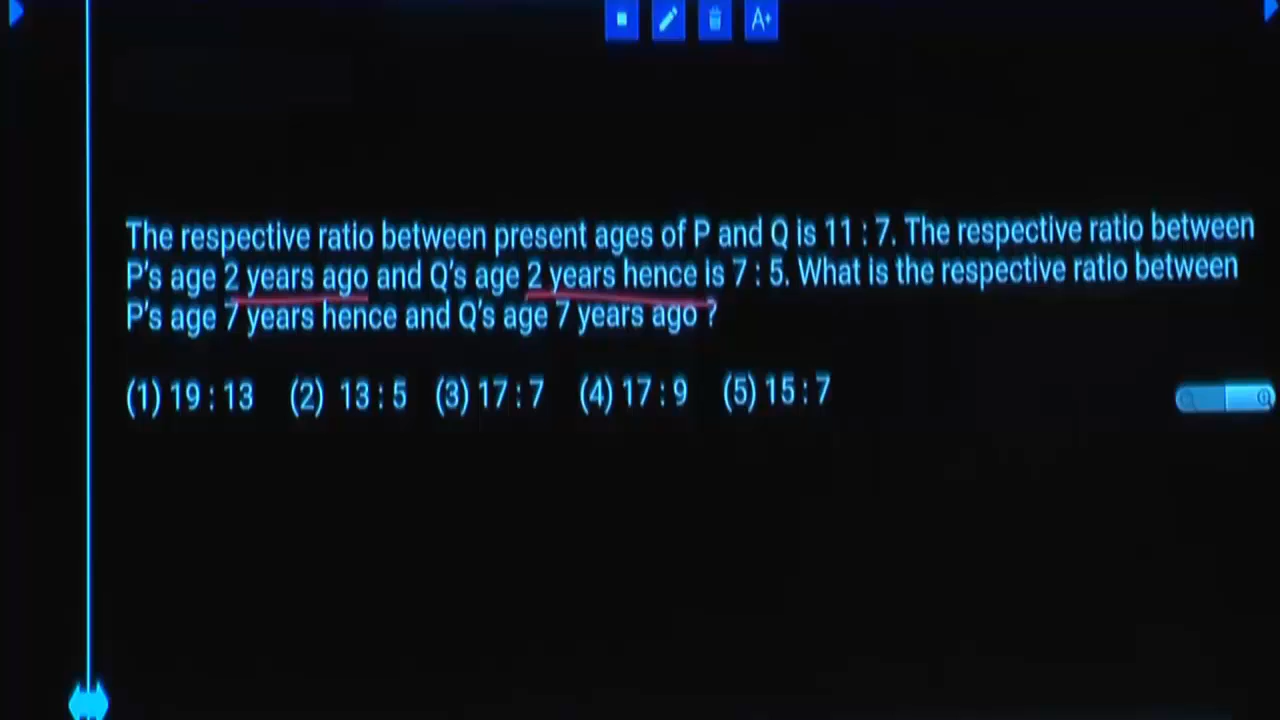 A+
The respective ratio between present ages of P and Q is 11 : 7. The respective ratio between
P's age 2 years ago and Q's age 2 years hence is 7 : 5. What is the respective ratio between
P's age 7 years hence and Q's age 7 years ago ?
(1) 19 : 13 (2) 13 : 5 (3) 17 : 7 (4) 17 : 9 (5) 15 : 7